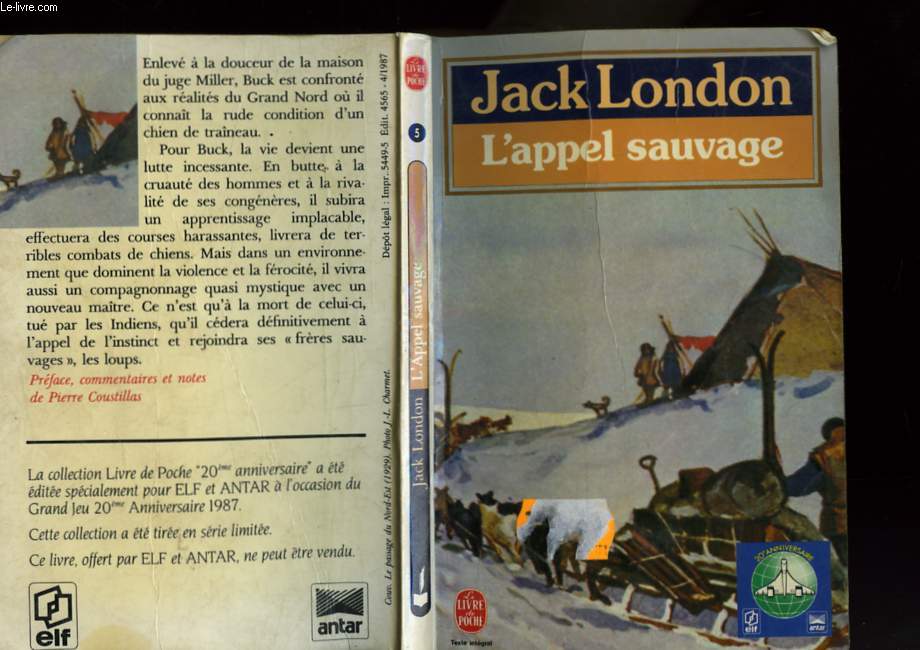 Le-livre.com
Enlevé à la douceur de la maison
du juge Miller, Buck est confronté
aux réalités du Grand Nord où il
connaît la rude condition d'un
chien de traîneau.
Pour Buck, la vie devient une
lutte incessante. En butte à la
cruauté des hommes et à la riva-
lité de ses congénères, il subira
un apprentissage implacable,
effectuera des courses harassantes, livrera de ter-
ribles combats de chiens. Mais dans un environne-
ment que dominent la violence et la férocité, il vivra
aussi un compagnonnage quasi mystique avec un
nouveau maître. Ce n'est qu'à la mort de celui-ci,
tué par les Indiens, qu'il cédera définitivement à
l'appel de l'instinct et rejoindra ses « frères sau-
vages », les loups.
Préface, commentaires et notes
de Pierre Coustillas
La collection Livre de Poche "20ème anniversaire" a été
éditée spécialement pour ELF et ANTAR à l'occasion du
Grand Jeu 20ème Anniversaire 1987.
Cette collection a été tirée en série limitée.
Ce livre, offert par ELF et ANTAR, ne peut être vendu.
elf
antar
Dépôt légal : Impr. 5449-5 Édit. 4565 - 4/1987
Couv. Le passage du Nord-Est (1929). Photo J.-L. Charmet.
LE LIVRE DE POCHE
5
Jack London L'Appel sauvage
Jack London
L'appel sauvage
Le
LIVRE
de
POCHE
Texte intégral
20e ANNIVERSAIRE
elf
antar